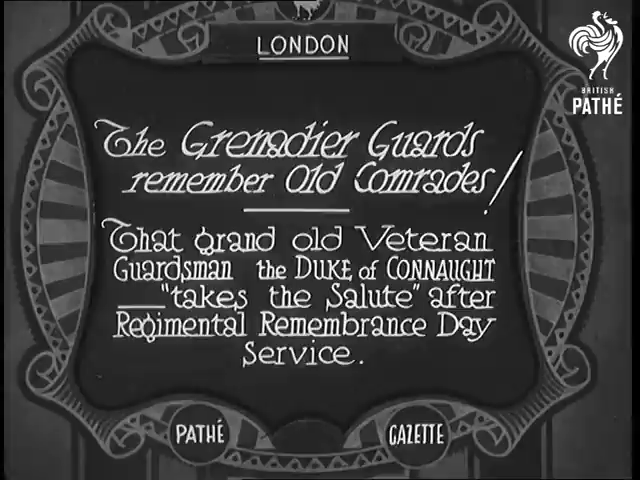 LONDON
BRITISH
PATHÉ
The Grenadier Guards
remember Old Comrades!
That grand old Veteran
Guardsman the DUKE of CONNAUGHT
"takes the Salute" after
Regimental Remembrance Day
Service.
PATHÉ
GAZETTE